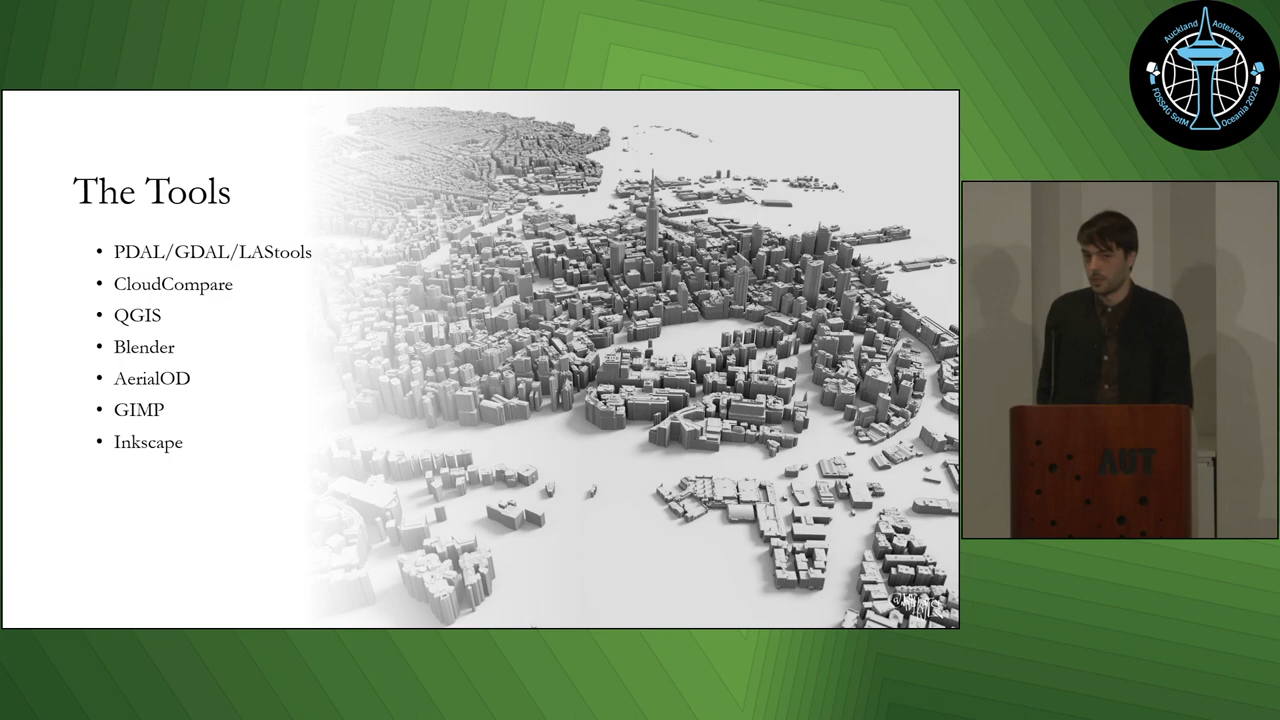 The Tools
• PDAL/GDAL/LAStools
• CloudCompare
• QGIS
• Blender
• AerialOD
• GIMP
• Inkscape
Auckland Aotearoa
FOSS4G SotM Oceania 2023
AUT